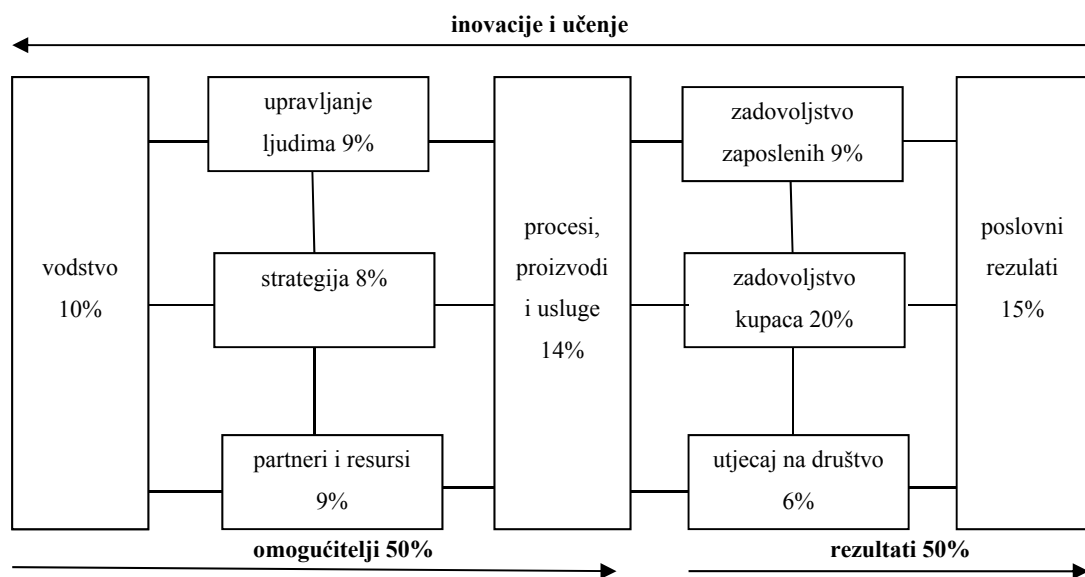 inovacije i učenje
vodstvo
10%
upravljanje
ljudima 9%
strategija 8%
partneri i resursi
9%
procesi,
proizvodi
i usluge
14%
zadovoljstvo
zaposlenih 9%
zadovoljstvo
kupaca 20%
utjecaj na društvo
6%
poslovni
rezulati
15%
omogućitelji 50%
rezultati 50%